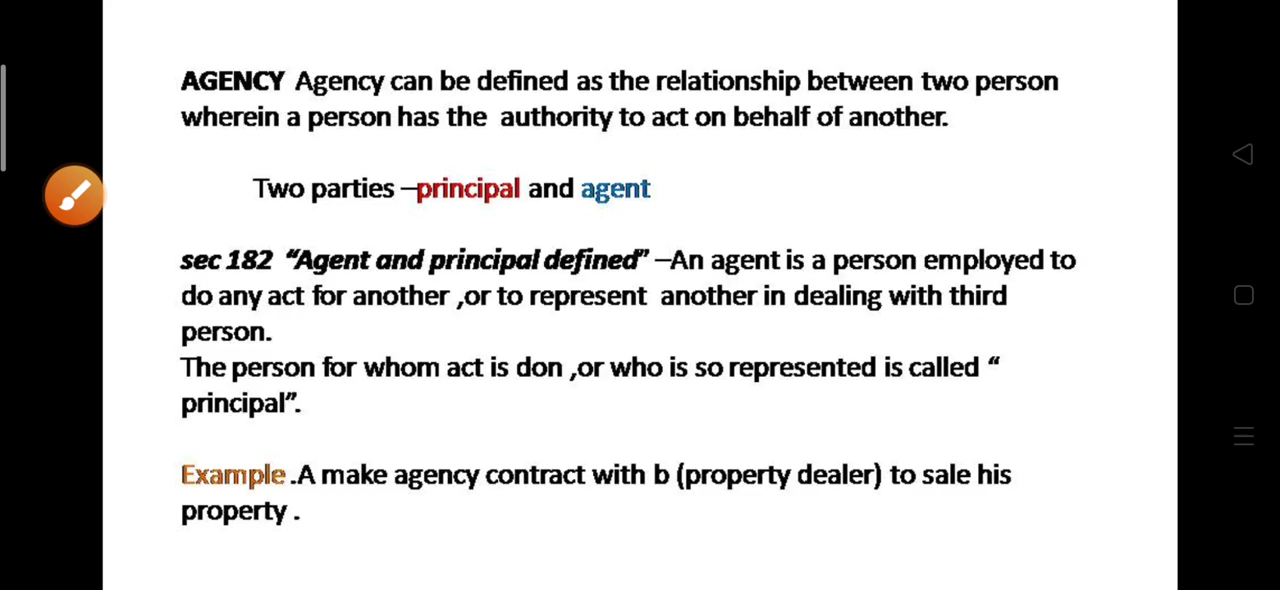 AGENCY Agency can be defined as the relationship between two person
wherein a person has the authority to act on behalf of another.
Two parties –principal and agent
sec 182 “Agent and principal defined” –An agent is a person employed to
do any act for another ,or to represent another in dealing with third
person.
The person for whom act is don ,or who is so represented is called “
principal”.
Example .A make agency contract with b (property dealer) to sale his
property .